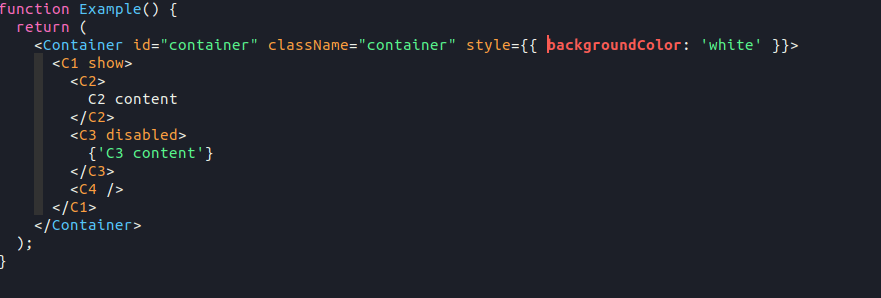 function Example() {
  return (
    <Container id="container" className="container" style={{ backgroundColor: 'white' }}>
      <C1 show>
        <C2>
          C2 content
        </C2>
        <C3 disabled>
          {'C3 content'}
        </C3>
        <C4 />
      </C1>
    </Container>
  );
}